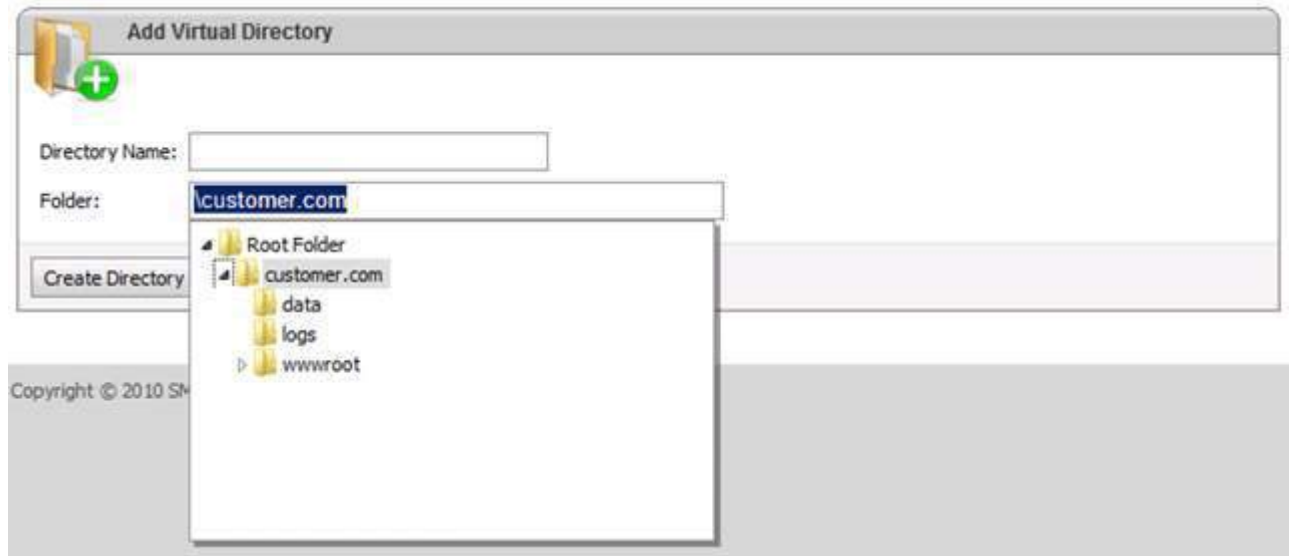 Add Virtual Directory
Directory Name:
Folder:
\customer.com
Root Folder
customer.com
Create Directory
data
logs
wwwroot
Copyright © 2010